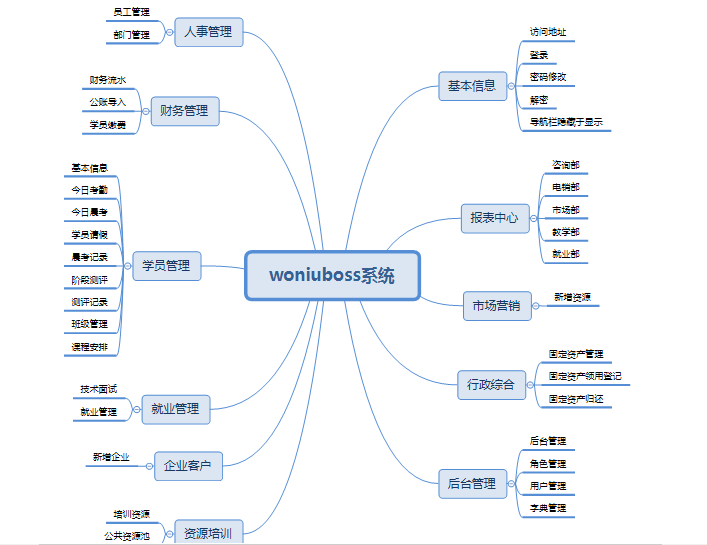 woniuboss系统
基本信息
访问地址
登录
密码修改
解密
导航栏隐藏于显示
报表中心
咨询部
电销部
市场部
教学部
就业部
市场营销
新增资源
行政综合
固定资产管理
固定资产领用登记
固定资产归还
后台管理
后台管理
角色管理
用户管理
字典管理
人事管理
员工管理
部门管理
财务管理
财务流水
公账导入
学员缴费
学员管理
基本信息
今日考勤
今日晨考
学员请假
晨考记录
阶段测评
测评记录
班级管理
课程安排
就业管理
技术面试
就业管理
企业客户
新增企业
资源培训
培训资源
公共资源池